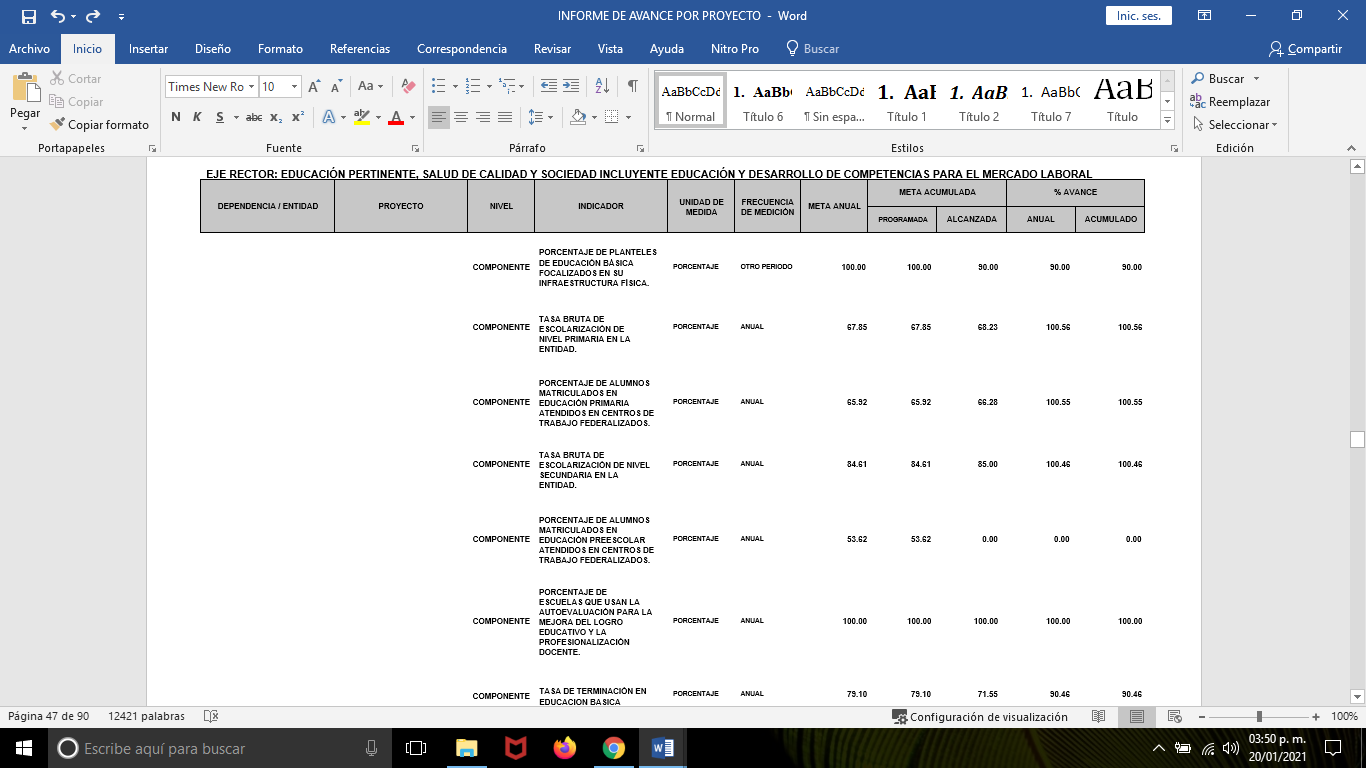 INFORME DE AVANCE POR PROYECTO - Word
Inic. ses.
Archivo Inicio Insertar Diseño Formato Referencias Correspondencia Revisar Vista Ayuda Nitro Pro Buscar Compartir
Pegar
Cortar
Copiar
Copiar formato
Portapapeles
Times New Ro 10
Aa
N K S abc x₂ x² A A
Fuente
Párrafo
AaBbCcDd 1. AaBb( AaBbCcDd 1. AaB 1. AaB 1. AaBb( AaB
¶ Normal Título 6 ¶ Sin espa... Título 1 Título 2 Título 7 Título
Estilos
Buscar
Reemplazar
Seleccionar
Edición
EJE RECTOR: EDUCACIÓN PERTINENTE, SALUD DE CALIDAD Y SOCIEDAD INCLUYENTE EDUCACIÓN Y DESARROLLO DE COMPETENCIAS PARA EL MERCADO LABORAL
DEPENDENCIA / ENTIDAD PROYECTO NIVEL INDICADOR
UNIDAD DE
MEDIDA
FRECUENCIA
DE MEDICIÓN
META ANUAL
META ACUMULADA
PROGRAMADA ALCANZADA
% AVANCE
ANUAL ACUMULADO
COMPONENTE
PORCENTAJE DE PLANTELES
DE EDUCACIÓN BÁSICA
FOCALIZADOS EN SU
INFRAESTRUCTURA FÍSICA.
PORCENTAJE OTRO PERIODO 100.00 100.00 90.00 90.00 90.00
COMPONENTE
TASA BRUTA DE
ESCOLARIZACIÓN DE
NIVEL PRIMARIA EN LA
ENTIDAD.
PORCENTAJE ANUAL 67.85 67.85 68.23 100.56 100.56
COMPONENTE
PORCENTAJE DE ALUMNOS
MATRICULADOS EN
EDUCACIÓN PRIMARIA
ATENDIDOS EN CENTROS DE
TRABAJO FEDERALIZADOS.
PORCENTAJE ANUAL 65.92 65.92 66.28 100.55 100.55
COMPONENTE
TASA BRUTA DE
ESCOLARIZACIÓN DE NIVEL
SECUNDARIA EN LA
ENTIDAD.
PORCENTAJE ANUAL 84.61 84.61 85.00 100.46 100.46
COMPONENTE
PORCENTAJE DE ALUMNOS
MATRICULADOS EN
EDUCACIÓN PREESCOLAR
ATENDIDOS EN CENTROS DE
TRABAJO FEDERALIZADOS.
PORCENTAJE ANUAL 53.62 53.62 0.00 0.00 0.00
COMPONENTE
PORCENTAJE DE
ESCUELAS QUE USAN LA
AUTOEVALUACIÓN PARA LA
MEJORA DEL LOGRO
EDUCATIVO Y LA
PROFESIONALIZACIÓN
DOCENTE.
PORCENTAJE ANUAL 100.00 100.00 100.00 100.00 100.00
COMPONENTE
TASA DE TERMINACIÓN EN
EDUCACION BASICA
PORCENTAJE ANUAL 79.10 79.10 71.55 90.46 90.46
Página 47 de 90 12421 palabras
Configuración de visualización
100%
Escribe aquí para buscar
03:50 p. m.
20/01/2021